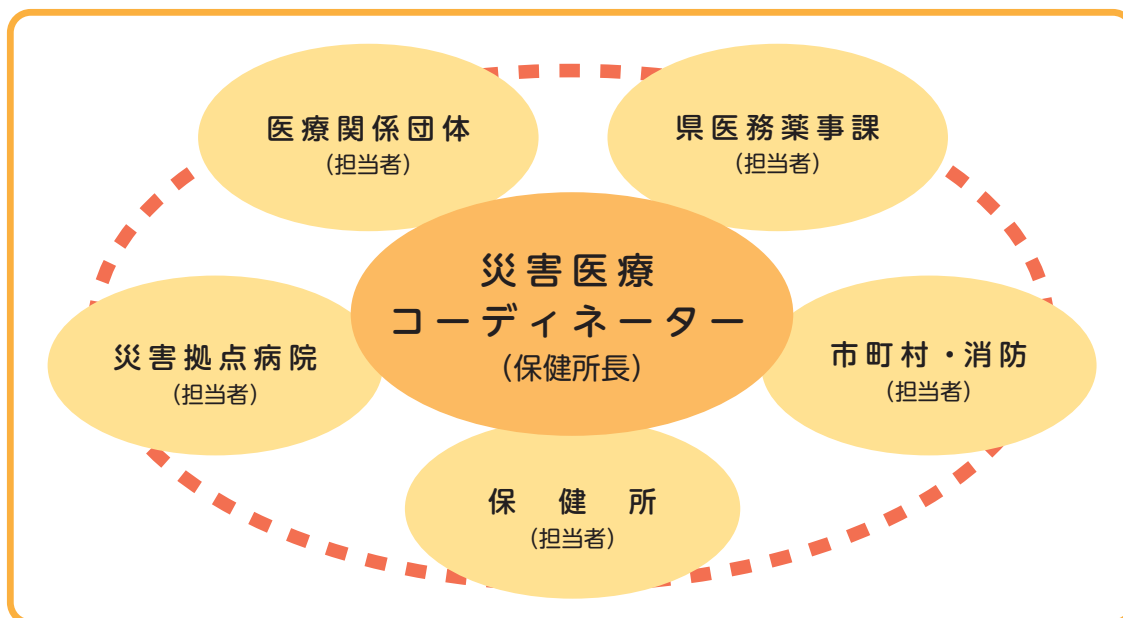 医療関係団体
(担当者)
県医務薬事課
(担当者)
災害医療
コーディネーター
(保健所長)
災害拠点病院
(担当者)
市町村・消防
(担当者)
保健所
(担当者)